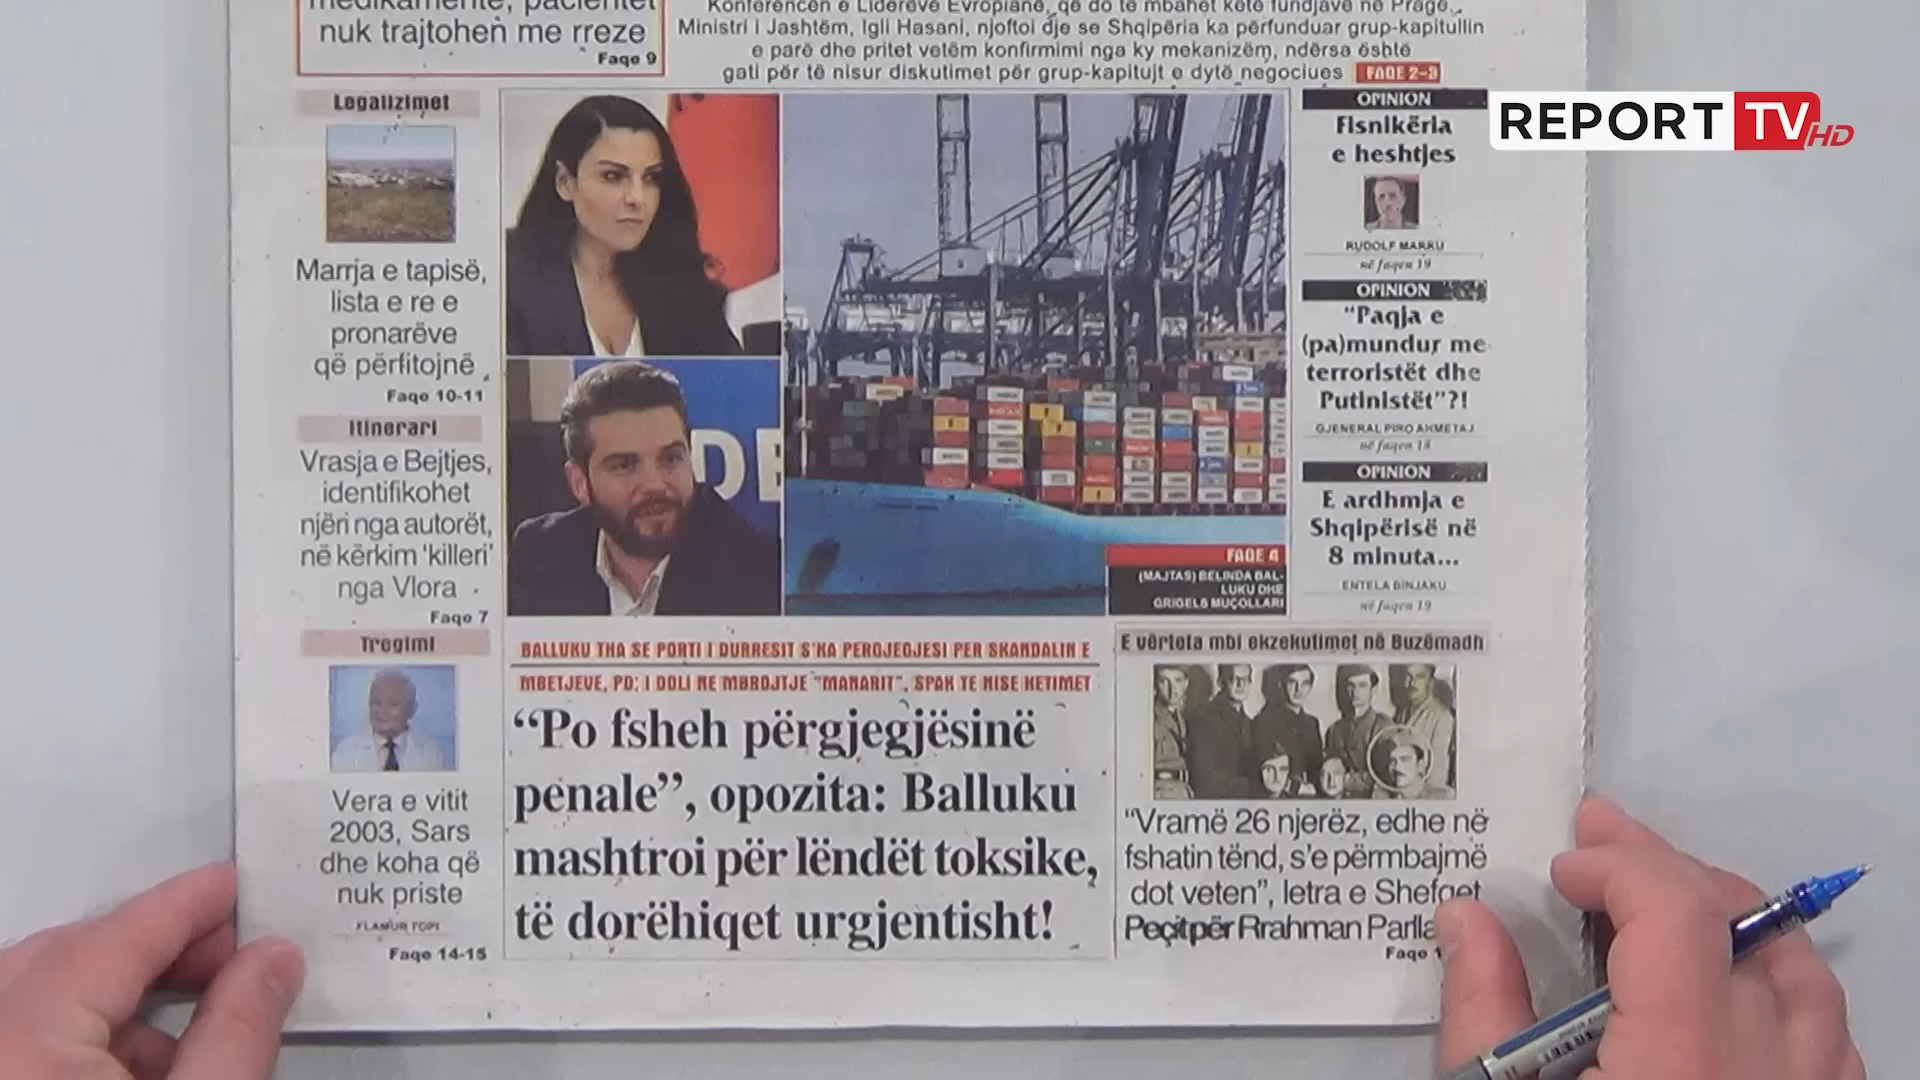 medikamente, pacientët
nuk trajtohen me rreze
Faqe 9
Konferencën e Liderëve Evropianë, që do të mbahet këtë fundjavë në Pragë.
Ministri i Jashtëm, Igli Hasani, njoftoi dje se Shqipëria ka përfunduar grup-kapitullin
e parë dhe pritet vetëm konfirmimi nga ky mekanizëm, ndërsa është
gati për të nisur diskutimet për grup-kapitujt e dytë negociues FAQE 2-3
Legalizimet
Marrja e tapisë,
lista e re e
pronarëve
që përfitojnë
Faqe 10-11
Itinerari
Vrasja e Bejtjes,
identifikohet
njëri nga autorët,
në kërkim 'killeri'
nga Vlora
Faqe 7
Tregimi
Vera e vitit
2003, Sars
dhe koha që
nuk priste
FLAMUR TOPI
Faqe 14-15
DE
FAQE 4
(MAJTAS) BELINDA BAL-
LUKU DHE
GRIGELS MUÇOLLARI
BALLUKU THA SE PORTI I DURRESIT S'KA PERGJEGJESI PER SKANDALIN E
MBETJEVE, PD: I DOLI NE MBROJTJE "MANARIT", SPAK TE NISE HETIMET
“Po fsheh përgjegjësinë
penale”, opozita: Balluku
mashtroi për lëndët toksike,
të dorëhiqet urgjentisht!
OPINION
Fisnikëria
e heshtjes
RUDOLF MARKU
në faqen 19
OPINION
“Paqja e
(pa)mundur me
terroristët dhe
Putinistët”?!
GJENERAL PIRO AHMETAJ
në faqen 18
OPINION
E ardhmja e
Shqipërisë në
8 minuta...
ENTELA BINJAKU
në faqen 19
E vërteta mbi ekzekutimet në Buzëmadh
“Vramë 26 njerëz, edhe në
fshatin tënd, s'e përmbajmë
dot veten”, letra e Shefqet
Peçit për Rrahman Parlla
Faqe 1
REPORT TV HD